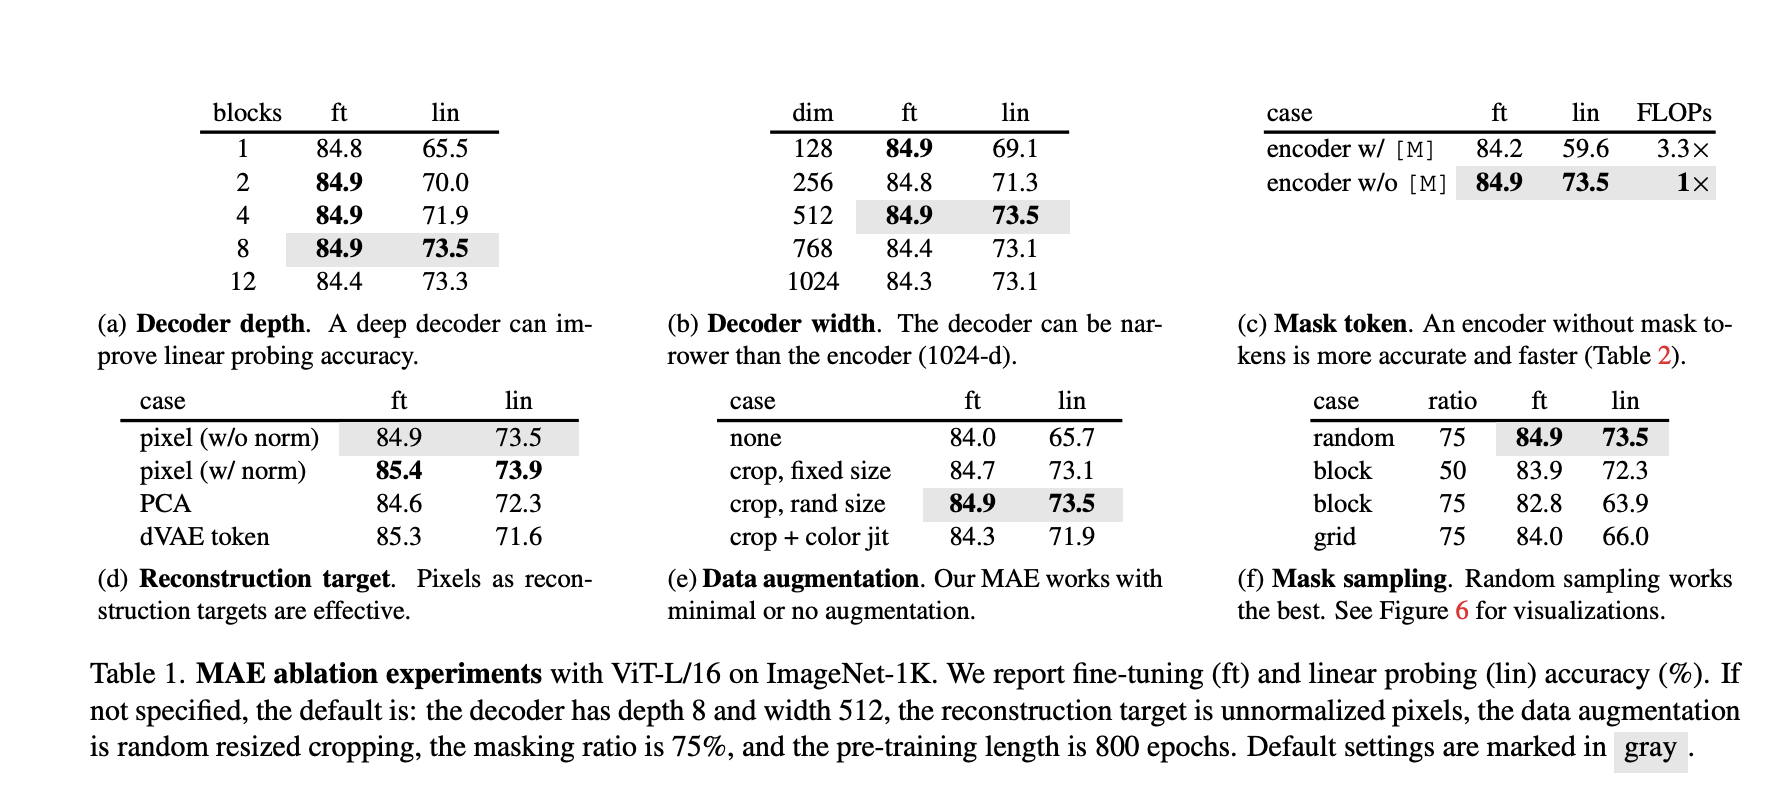 blocks ft lin
1 84.8 65.5
2 84.9 70.0
4 84.9 71.9
8 84.9 73.5
12 84.4 73.3
(a) Decoder depth. A deep decoder can im-
prove linear probing accuracy.
dim ft lin
128 84.9 69.1
256 84.8 71.3
512 84.9 73.5
768 84.4 73.1
1024 84.3 73.1
(b) Decoder width. The decoder can be nar-
rower than the encoder (1024-d).
case ft lin FLOPs
encoder w/ [M] 84.2 59.6 3.3×
encoder w/o [M] 84.9 73.5 1×
(c) Mask token. An encoder without mask to-
kens is more accurate and faster (Table 2).
case ft lin
pixel (w/o norm) 84.9 73.5
pixel (w/ norm) 85.4 73.9
PCA 84.6 72.3
dVAE token 85.3 71.6
(d) Reconstruction target. Pixels as recon-
struction targets are effective.
case ft lin
none 84.0 65.7
crop, fixed size 84.7 73.1
crop, rand size 84.9 73.5
crop + color jit 84.3 71.9
(e) Data augmentation. Our MAE works with
minimal or no augmentation.
case ratio ft lin
random 75 84.9 73.5
block 50 83.9 72.3
block 75 82.8 63.9
grid 75 84.0 66.0
(f) Mask sampling. Random sampling works
the best. See Figure 6 for visualizations.
Table 1. MAE ablation experiments with ViT-L/16 on ImageNet-1K. We report fine-tuning (ft) and linear probing (lin) accuracy (%). If
not specified, the default is: the decoder has depth 8 and width 512, the reconstruction target is unnormalized pixels, the data augmentation
is random resized cropping, the masking ratio is 75%, and the pre-training length is 800 epochs. Default settings are marked in gray .